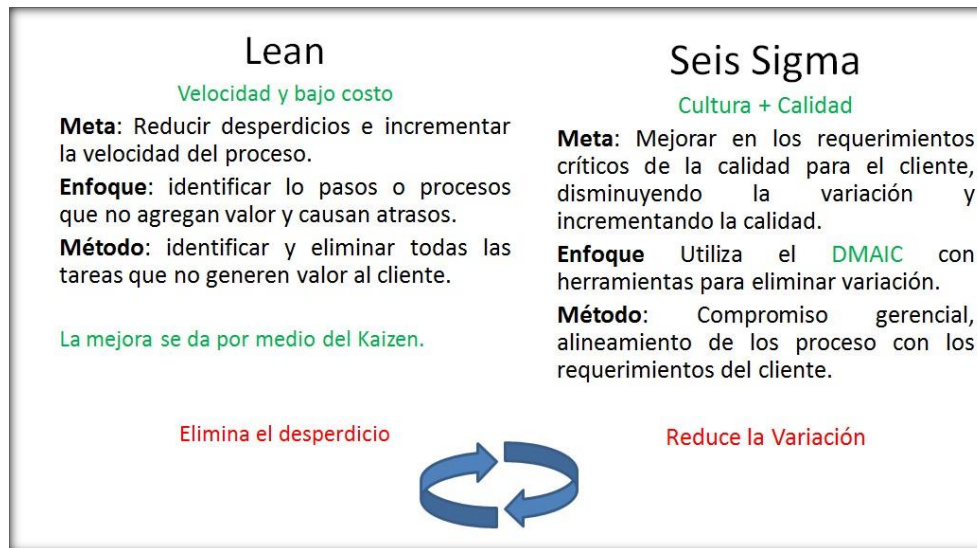 Lean
Velocidad y bajo costo
Meta: Reducir desperdicios e incrementar
la velocidad del proceso.
Enfoque: identificar lo pasos o procesos
que no agregan valor y causan atrasos.
Método: identificar y eliminar todas las
tareas que no generen valor al cliente.
La mejora se da por medio del Kaizen.
Elimina el desperdicio
Seis Sigma
Cultura + Calidad
Meta: Mejorar en los requerimientos
críticos de la calidad para el cliente,
disminuyendo la variación y
incrementando la calidad.
Enfoque Utiliza el DMAIC con
herramientas para eliminar variación.
Método: Compromiso gerencial,
alineamiento de los proceso con los
requerimientos del cliente.
Reduce la Variación